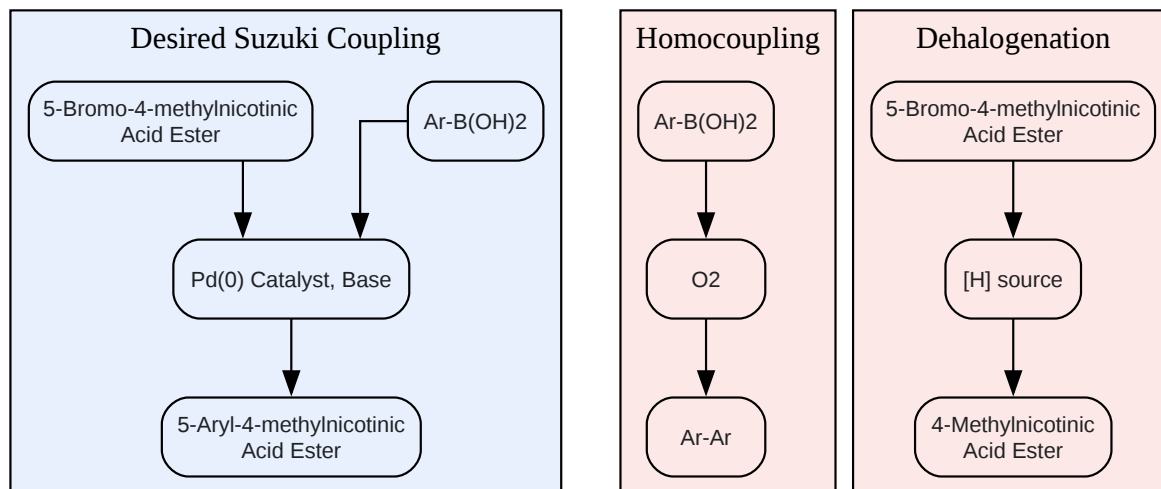 Desired Suzuki Coupling
5-Bromo-4-methylnicotinic
Acid Ester
Ar-B(OH)2
Pd(0) Catalyst, Base
5-Aryl-4-methylnicotinic
Acid Ester
Homocoupling
Ar-B(OH)2
O2
Ar-Ar
Dehalogenation
5-Bromo-4-methylnicotinic
Acid Ester
[H] source
4-Methylnicotinic
Acid Ester